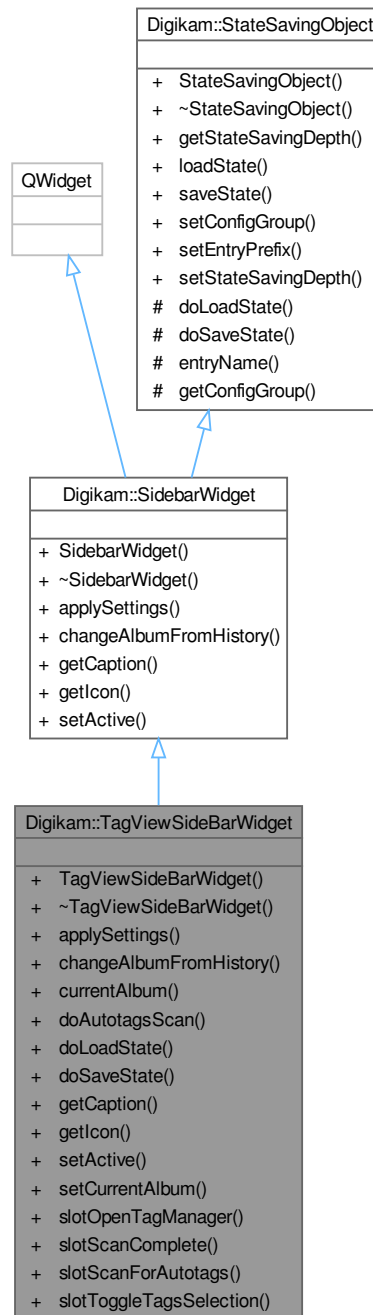 Digikam::StateSavingObject
+ StateSavingObject()
+ ~StateSavingObject()
+ getStateSavingDepth()
+ loadState()
+ saveState()
+ setConfigGroup()
+ setEntryPrefix()
+ setStateSavingDepth()
# doLoadState()
# doSaveState()
# entryName()
# getConfigGroup()
QWidget
Digikam::SidebarWidget
+ SidebarWidget()
+ ~SidebarWidget()
+ applySettings()
+ changeAlbumFromHistory()
+ getCaption()
+ getIcon()
+ setActive()
Digikam::TagViewSideBarWidget
+ TagViewSideBarWidget()
+ ~TagViewSideBarWidget()
+ applySettings()
+ changeAlbumFromHistory()
+ currentAlbum()
+ doAutotagsScan()
+ doLoadState()
+ doSaveState()
+ getCaption()
+ getIcon()
+ setActive()
+ setCurrentAlbum()
+ slotOpenTagManager()
+ slotScanComplete()
+ slotScanForAutotags()
+ slotToggleTagsSelection()